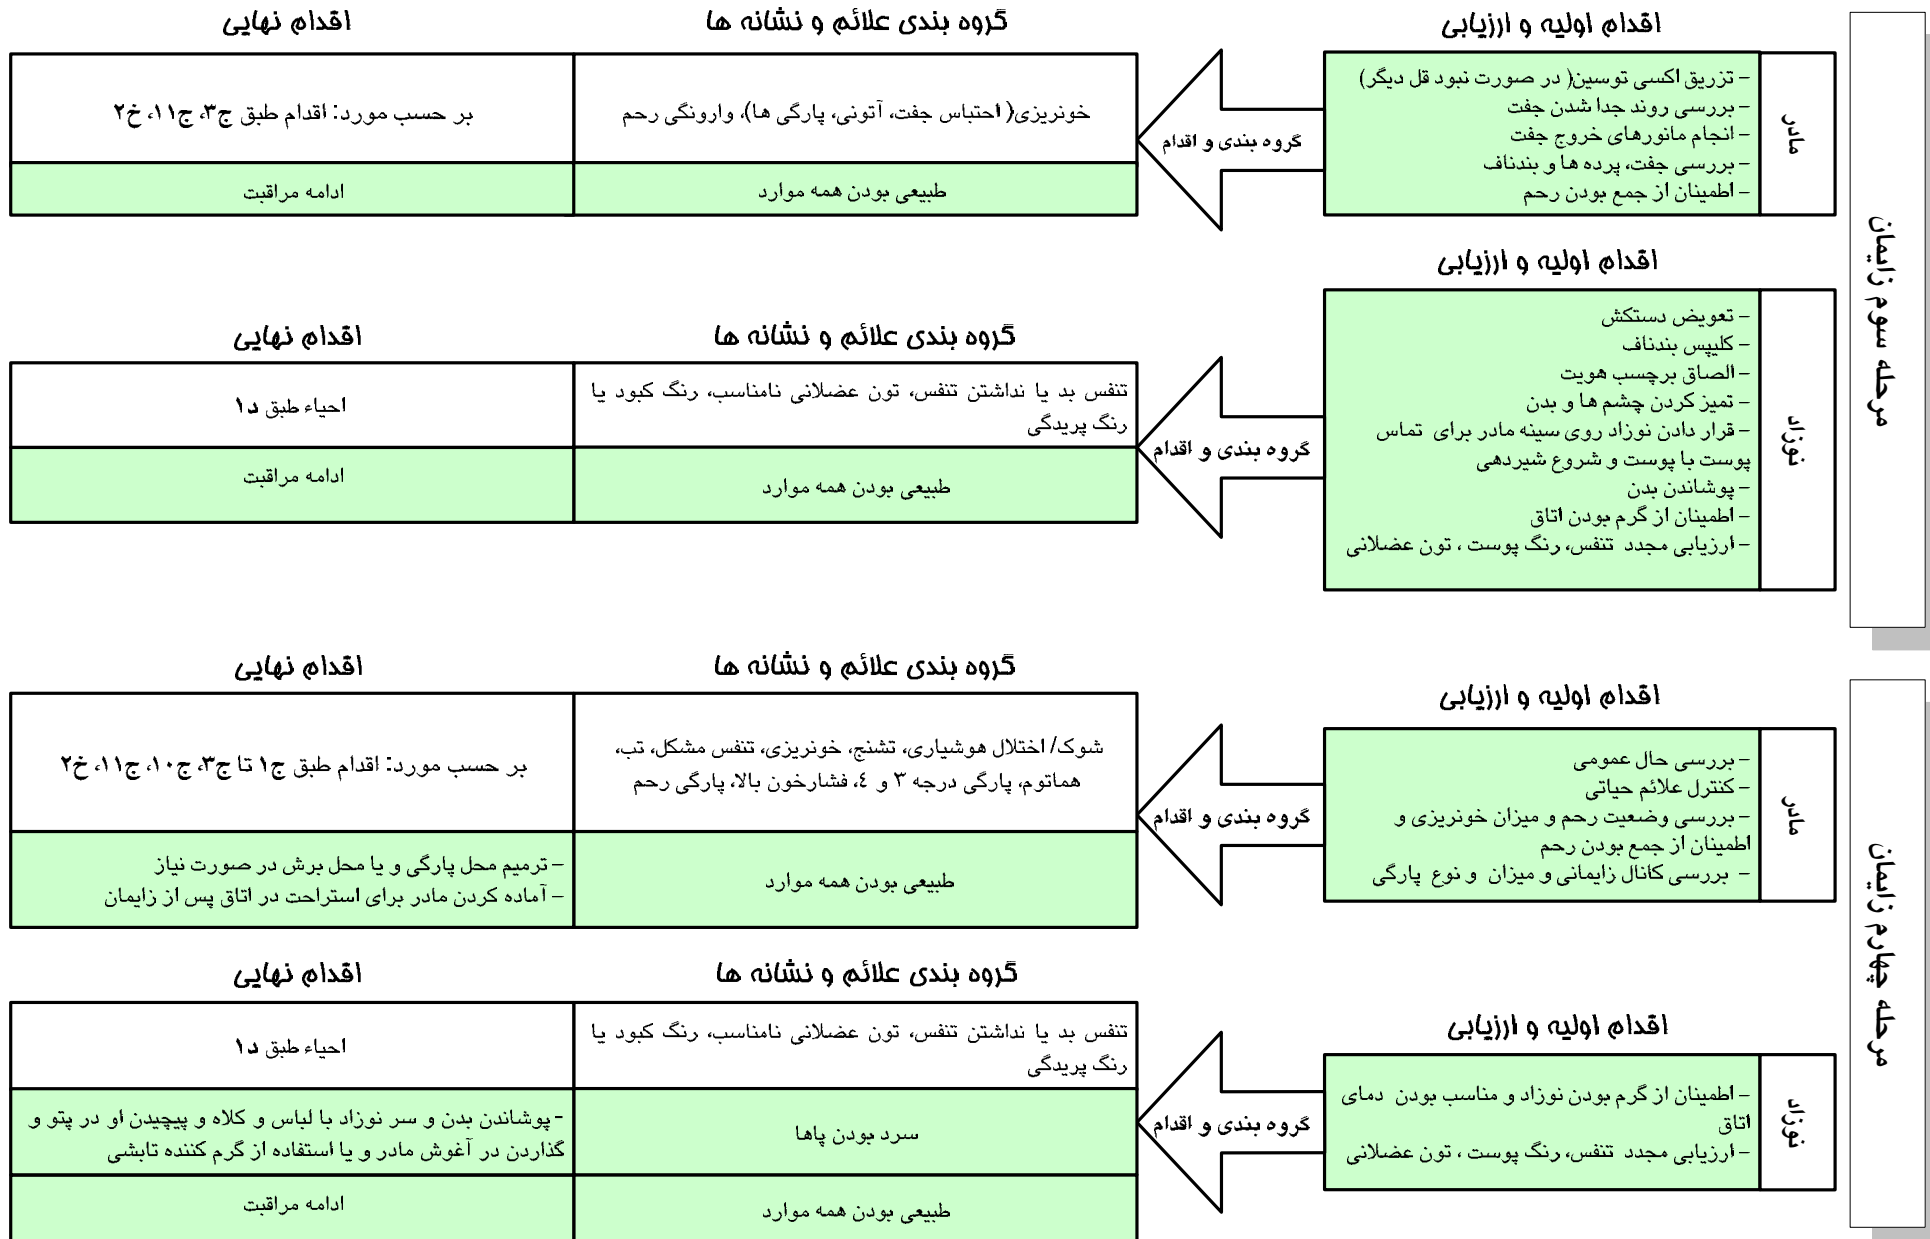 مرحله سوم زایمان
مادر
اقدام اولیه و ارزیابی
– تزریق اکسی توسین( در صورت نبود قل دیگر)
– بررسی روند جدا شدن جفت
– انجام مانورهای خروج جفت
– بررسی جفت، پرده ها و بندناف
– اطمینان از جمع بودن رحم
گروه بندی و اقدام
گروه بندی علائم و نشانه ها
اقدام نهایی
خونریزی( احتباس جفت، آتونی، پارگی ها)، وارونگی رحم
بر حسب مورد: اقدام طبق ج۳، ج۱۱، خ۲
طبیعی بودن همه موارد
ادامه مراقبت
نوزاد
اقدام اولیه و ارزیابی
– تعویض دستکش
– کلیپس بندناف
– الصاق برچسب هویت
– تمیز کردن چشم ها و بدن
– قرار دادن نوزاد روی سینه مادر برای تماس
پوست با پوست و شروع شیردهی
– پوشاندن بدن
– اطمینان از گرم بودن اتاق
– ارزیابی مجدد تنفس، رنگ پوست ، تون عضلانی
گروه بندی و اقدام
گروه بندی علائم و نشانه ها
اقدام نهایی
تنفس بد یا نداشتن تنفس، تون عضلانی نامناسب، رنگ کبود یا
رنگ پریدگی
احیاء طبق د۱
طبیعی بودن همه موارد
ادامه مراقبت
مرحله چهارم زایمان
مادر
اقدام اولیه و ارزیابی
– بررسی حال عمومی
– کنترل علائم حیاتی
– بررسی وضعیت رحم و میزان خونریزی و
اطمینان از جمع بودن رحم
– بررسی کانال زایمانی و میزان و نوع پارگی
گروه بندی و اقدام
گروه بندی علائم و نشانه ها
اقدام نهایی
شوک/ اختلال هوشیاری، تشنج، خونریزی، تنفس مشکل، تب،
هماتوم، پارگی درجه ۳ و ٤، فشارخون بالا، پارگی رحم
بر حسب مورد: اقدام طبق ج۱ تا ج۳، ج۱۰، ج۱۱، خ۲
طبیعی بودن همه موارد
– ترمیم محل پارگی و یا محل برش در صورت نیاز
– آماده کردن مادر برای استراحت در اتاق پس از زایمان
نوزاد
اقدام اولیه و ارزیابی
– اطمینان از گرم بودن نوزاد و مناسب بودن دمای
اتاق
– ارزیابی مجدد تنفس، رنگ پوست ، تون عضلانی
گروه بندی و اقدام
گروه بندی علائم و نشانه ها
اقدام نهایی
تنفس بد یا نداشتن تنفس، تون عضلانی نامناسب، رنگ کبود یا
رنگ پریدگی
احیاء طبق د۱
سرد بودن پاها
- پوشاندن بدن و سر نوزاد با لباس و کلاه و پیچیدن او در پتو و
گذاردن در آغوش مادر و یا استفاده از گرم کننده تابشی
طبیعی بودن همه موارد
ادامه مراقبت